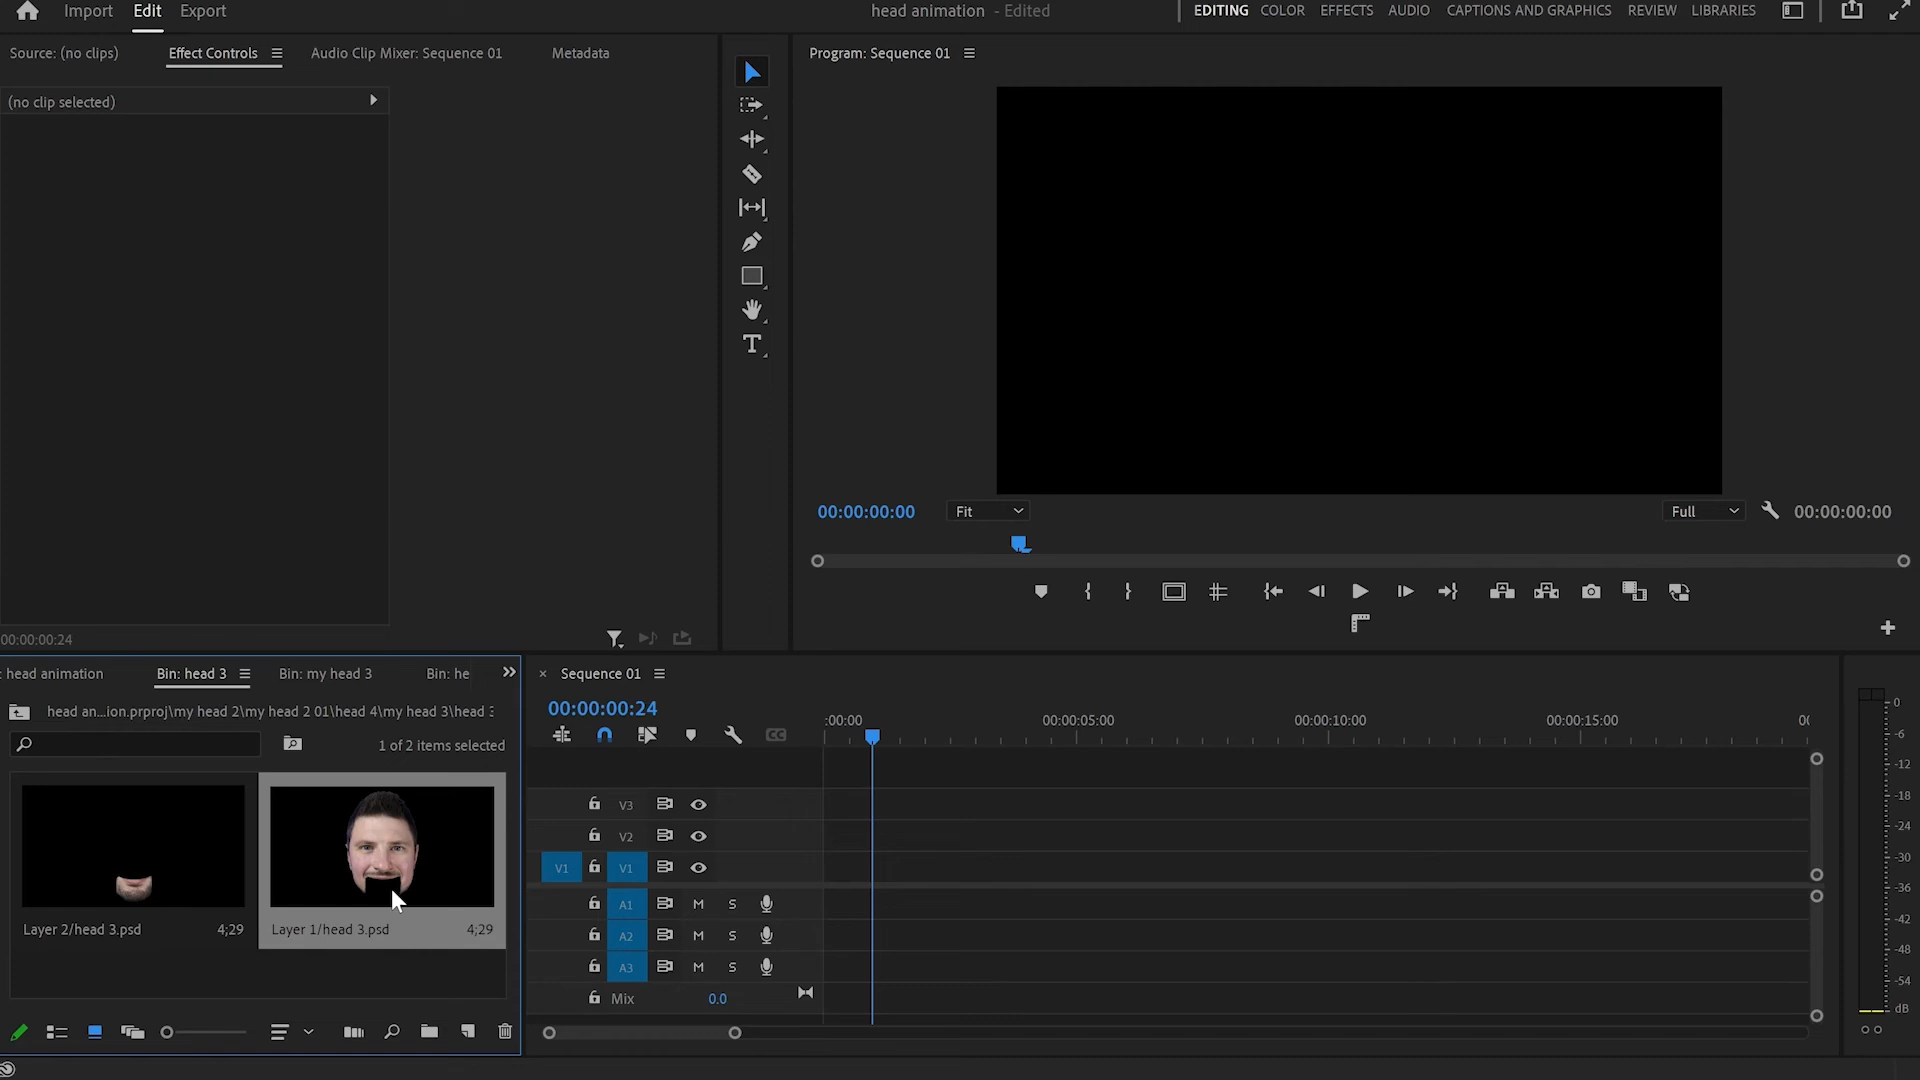 Import Edit Export head animation - Edited EDITING COLOR EFFECTS AUDIO CAPTIONS AND GRAPHICS REVIEW LIBRARIES
Source: (no clips) Effect Controls Audio Clip Mixer: Sequence 01 Metadata Program: Sequence 01
(no clip selected)
T
00:00:00:00 Fit Full 00:00:00:00
00:00:00:24
: head animation Bin: head 3 Bin: my head 3 Bin: he Sequence 01
head an...ion.prproj\my head 2\my head 2 01\head 4\my head 3\head 3
00:00:00:24
:00:00 00:00:05:00 00:00:10:00 00:00:15:00 00
CC
1 of 2 items selected
V3
V2
V1 V1
A1 M S
A2 M S
A3 M S
Mix 0.0
Layer 2/head 3.psd 4;29
Layer 1/head 3.psd 4;29
0
-6
-12
-18
-24
-30
-36
-42
-48
-54
dB